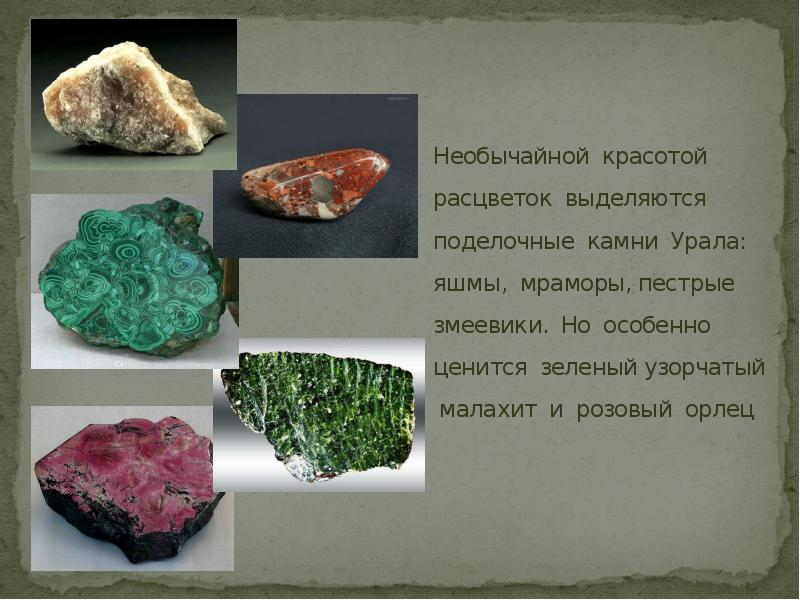 Необычайной красотой
расцветок выделяются
поделочные камни Урала:
яшмы, мраморы, пестрые
змеевики. Но особенно
ценится зеленый узорчатый
малахит и розовый орлец